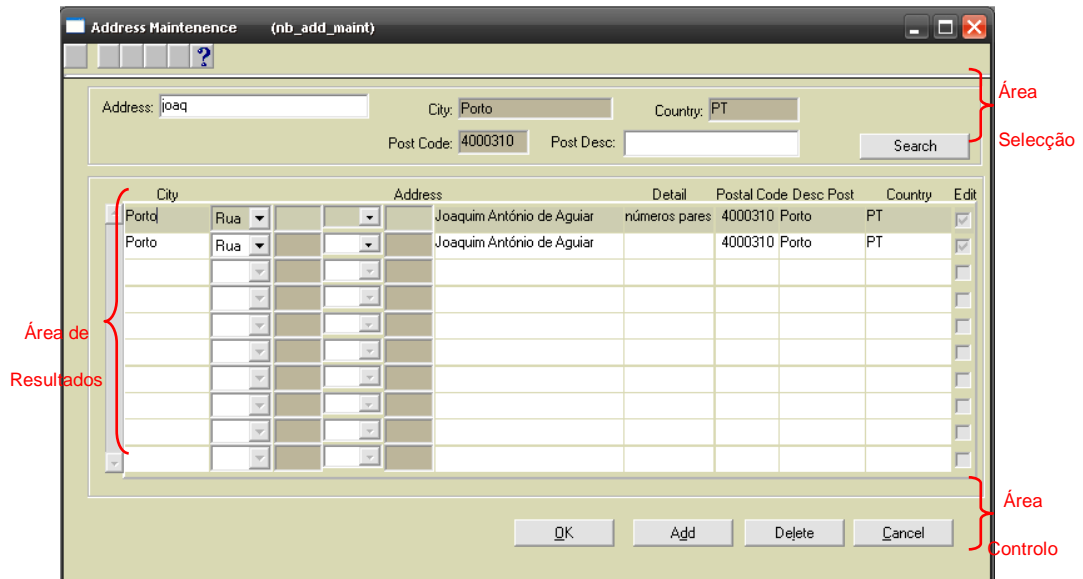 Address Maintenence (nb_add_maint)
?
Address: joaq City: Porto Country: PT
Post Code: 4000310 Post Desc:
Search
Área
Selecção
City Address Detail Postal Code Desc Post Country Edit
Porto Rua Joaquim António de Aguiar números pares 4000310 Porto PT
Porto Rua Joaquim António de Aguiar 4000310 Porto PT
Área de
Resultados
OK Add Delete Cancel
Área
Controlo